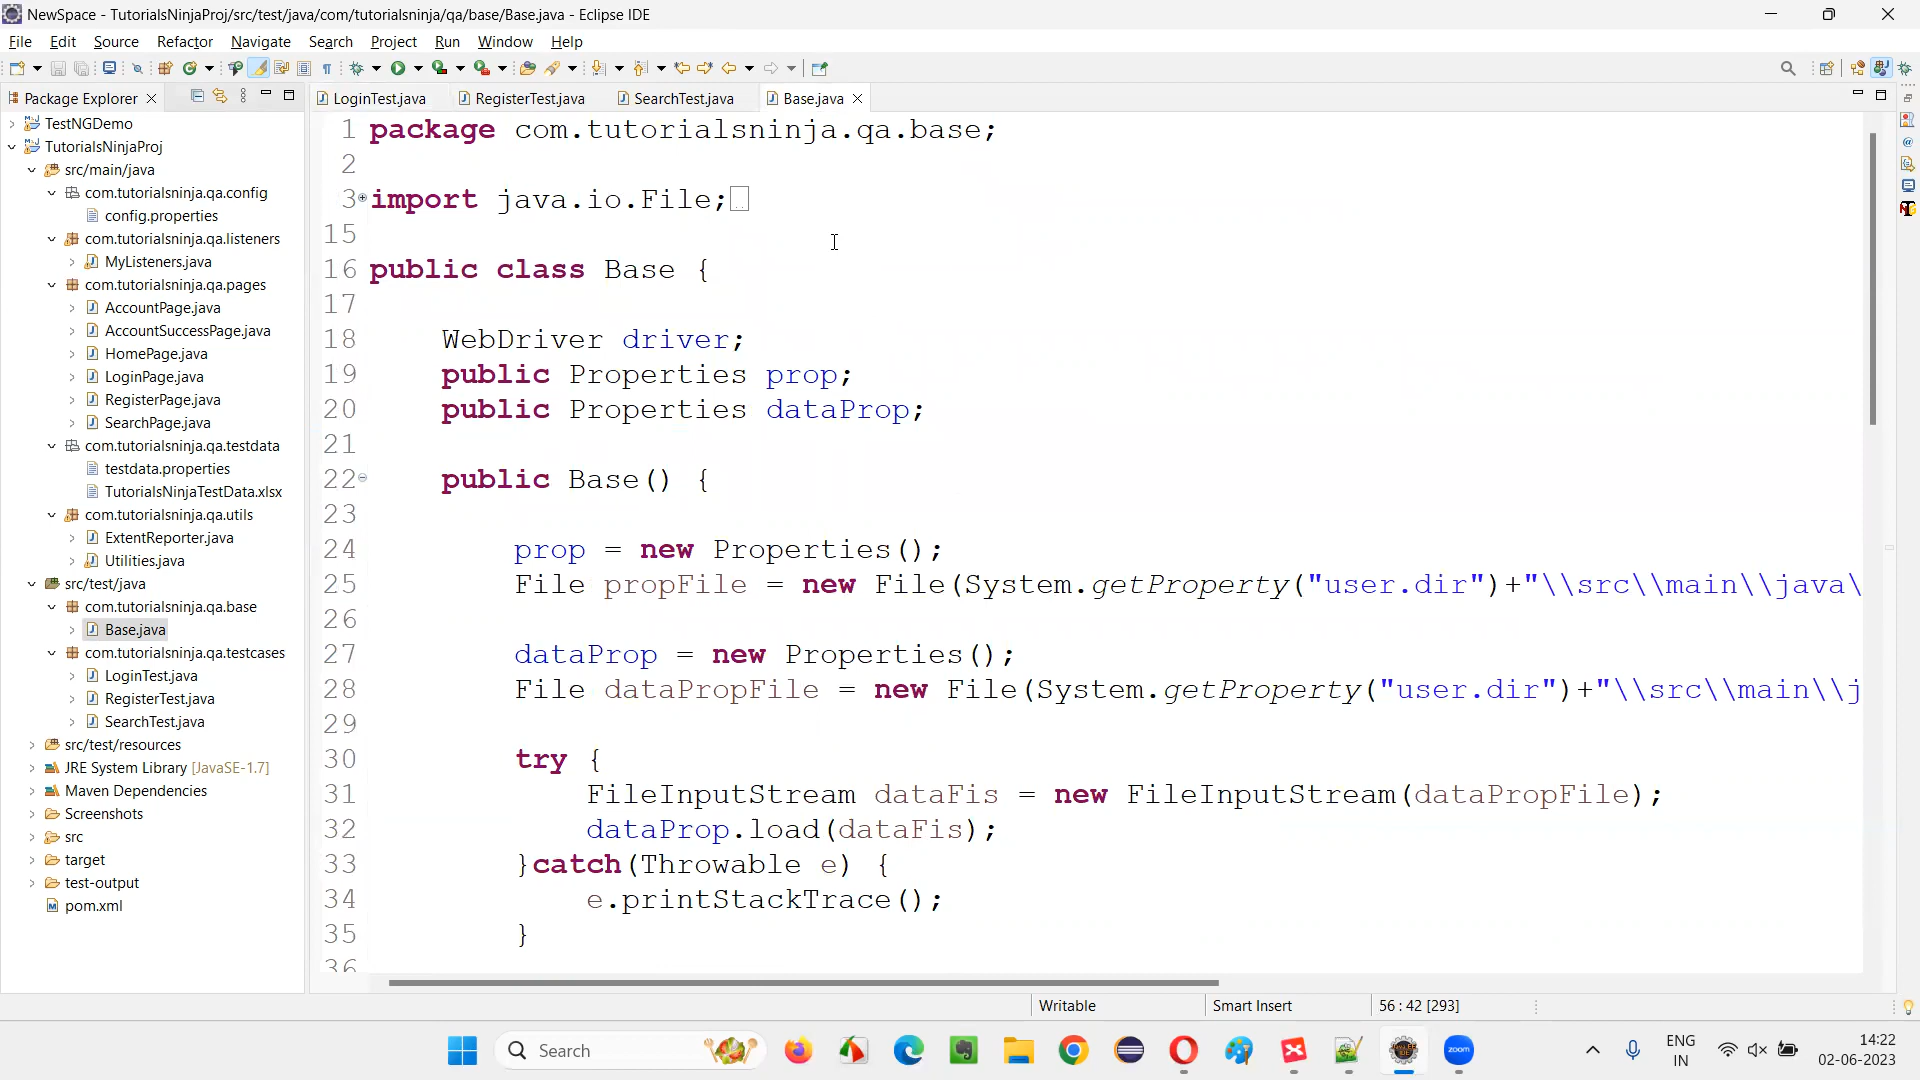 NewSpace - TutorialsNinjaProj/src/test/java/com/tutorialsninja/qa/base/Base.java - Eclipse IDE
File Edit Source Refactor Navigate Search Project Run Window Help
Package Explorer
LoginTest.java RegisterTest.java SearchTest.java Base.java
TestNGDemo
TutorialsNinjaProj
src/main/java
com.tutorialsninja.qa.config
config.properties
com.tutorialsninja.qa.listeners
MyListeners.java
com.tutorialsninja.qa.pages
AccountPage.java
AccountSuccessPage.java
HomePage.java
LoginPage.java
RegisterPage.java
SearchPage.java
com.tutorialsninja.qa.testdata
testdata.properties
TutorialsNinjaTestData.xlsx
com.tutorialsninja.qa.utils
ExtentReporter.java
Utilities.java
src/test/java
com.tutorialsninja.qa.base
Base.java
com.tutorialsninja.qa.testcases
LoginTest.java
RegisterTest.java
SearchTest.java
src/test/resources
JRE System Library [JavaSE-1.7]
Maven Dependencies
Screenshots
src
target
test-output
pom.xml
1 package com.tutorialsninja.qa.base;
2
3 import java.io.File;
15
16 public class Base {
17
18 WebDriver driver;
19 public Properties prop;
20 public Properties dataProp;
21
22 public Base() {
23
24 prop = new Properties();
25 File propFile = new File(System.getProperty("user.dir")+"\\src\\main\\java\
26
27 dataProp = new Properties();
28 File dataPropFile = new File(System.getProperty("user.dir")+"\\src\\main\\j
29
30 try {
31 FileInputStream dataFis = new FileInputStream(dataPropFile);
32 dataProp.load(dataFis);
33 }catch(Throwable e) {
34 e.printStackTrace();
35 }
36
Writable Smart Insert 56 : 42 [293]
Search
zoom
ENG
IN
14:22
02-06-2023